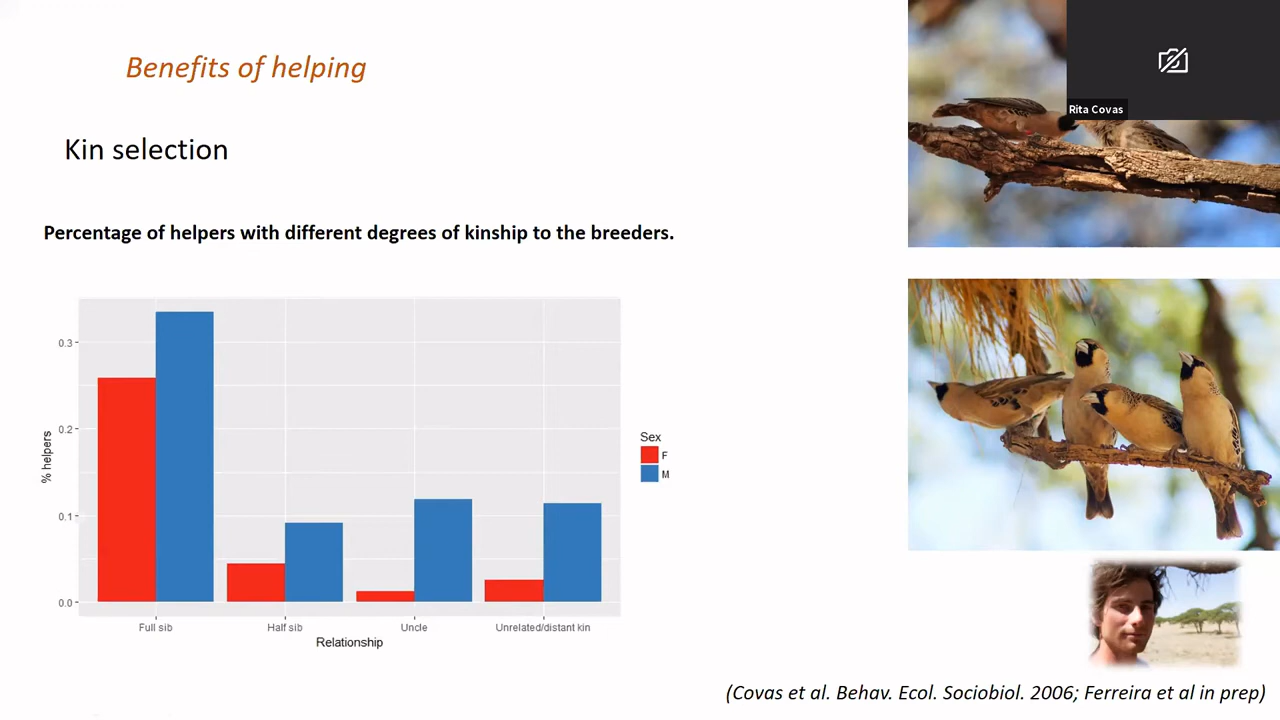 Benefits of helping
Rita Covas
Kin selection
Percentage of helpers with different degrees of kinship to the breeders.
0.3
0.2
0.1
0.0
% helpers
Full sib
Half sib
Uncle
Unrelated/distant kin
Relationship
Sex
F
M
(Covas et al. Behav. Ecol. Sociobiol. 2006; Ferreira et al in prep)